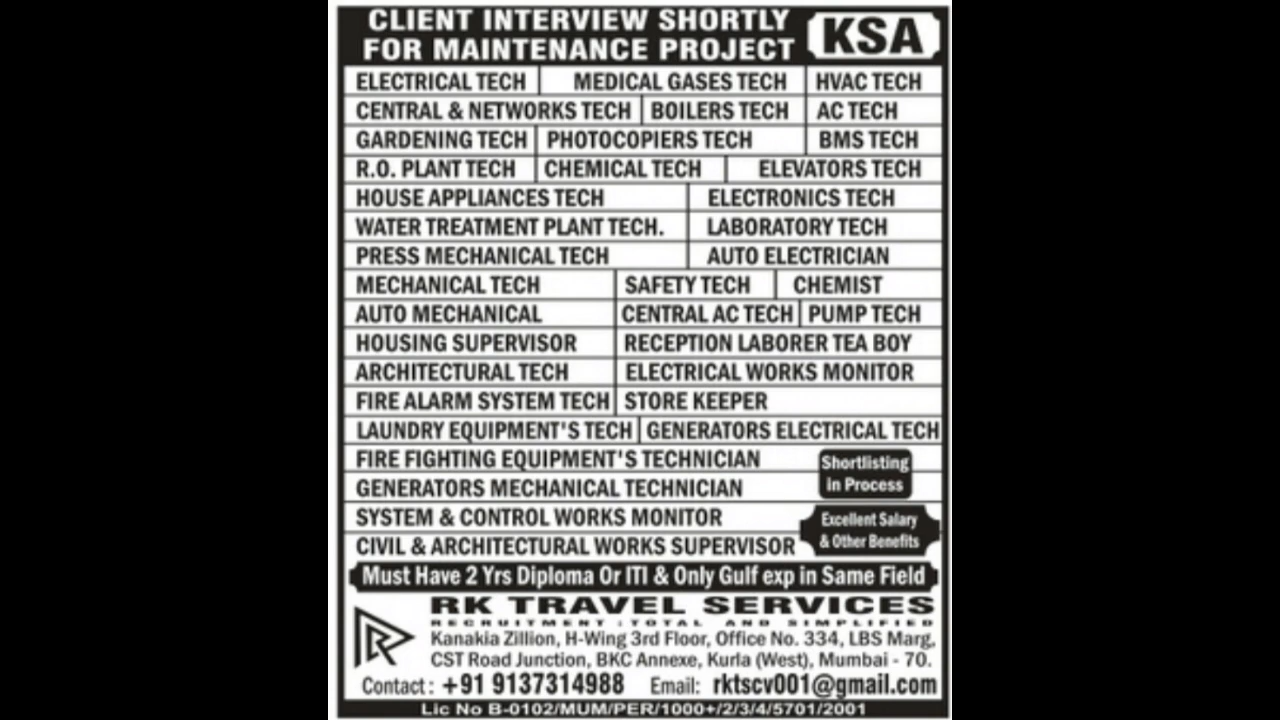 CLIENT INTERVIEW SHORTLY
FOR MAINTENANCE PROJECT
KSA
ELECTRICAL TECH MEDICAL GASES TECH HVAC TECH
CENTRAL & NETWORKS TECH BOILERS TECH AC TECH
GARDENING TECH PHOTOCOPIERS TECH BMS TECH
R.O. PLANT TECH CHEMICAL TECH ELEVATORS TECH
HOUSE APPLIANCES TECH ELECTRONICS TECH
WATER TREATMENT PLANT TECH. LABORATORY TECH
PRESS MECHANICAL TECH AUTO ELECTRICIAN
MECHANICAL TECH SAFETY TECH CHEMIST
AUTO MECHANICAL CENTRAL AC TECH PUMP TECH
HOUSING SUPERVISOR RECEPTION LABORER TEA BOY
ARCHITECTURAL TECH ELECTRICAL WORKS MONITOR
FIRE ALARM SYSTEM TECH STORE KEEPER
LAUNDRY EQUIPMENT'S TECH GENERATORS ELECTRICAL TECH
FIRE FIGHTING EQUIPMENT'S TECHNICIAN
GENERATORS MECHANICAL TECHNICIAN
Shortlisting
in Process
SYSTEM & CONTROL WORKS MONITOR
CIVIL & ARCHITECTURAL WORKS SUPERVISOR
Excellent Salary
& Other Benefits
Must Have 2 Yrs Diploma Or ITI & Only Gulf exp in Same Field
RK TRAVEL SERVICES
RECRUITMENT : TOTAL AND SIMPLIFIED
Kanakia Zillion, H-Wing 3rd Floor, Office No. 334, LBS Marg,
CST Road Junction, BKC Annexe, Kurla (West), Mumbai - 70.
Contact : +91 9137314988 Email: rktscv001@gmail.com
Lic No B-0102/MUM/PER/1000+/2/3/4/5701/2001